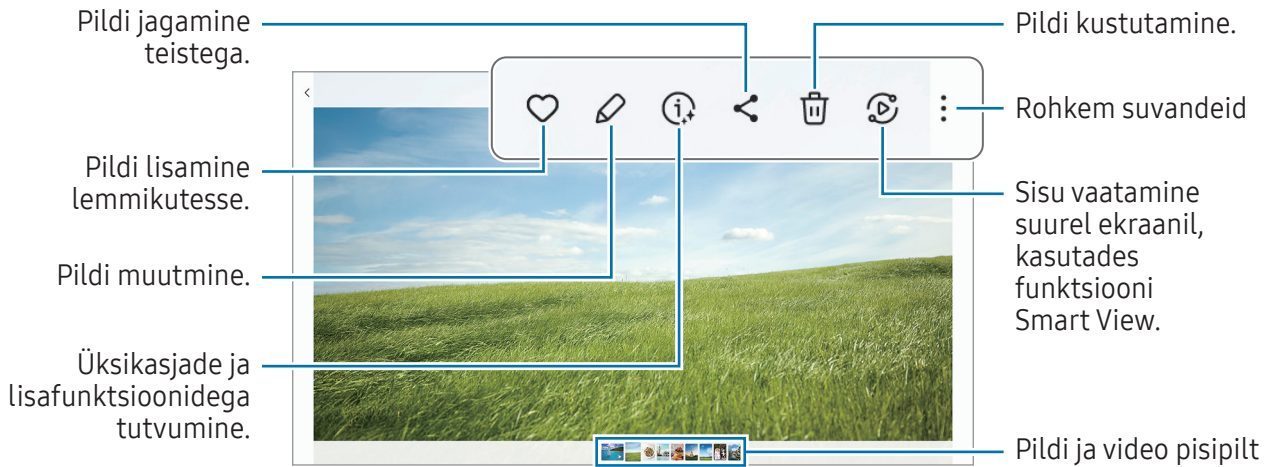 Pildi jagamine
teistega.
Pildi lisamine
lemmikutesse.
Pildi muutmine.
Üksikasjade ja
lisafunktsioonidega
tutvumine.
Pildi kustutamine.
Rohkem suvandeid
Sisu vaatamine
suurel ekraanil,
kasutades
funktsiooni
Smart View.
Pildi ja video pisipilt